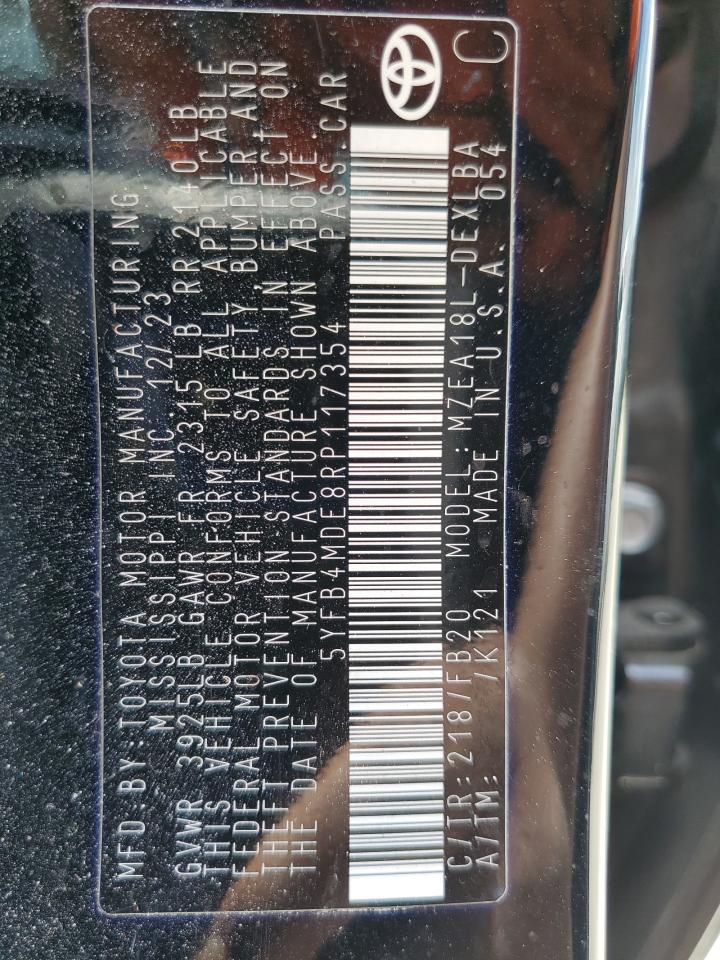 MFD.BY:TOYOTA MOTOR MANUFACTURING
MISSISSIPPI INC 12/23
GVWR 3925LB GAWR FR 2315 LB RR 2140 LB
THIS VEHICLE CONFORMS TO ALL APPLICABLE
FEDERAL MOTOR VEHICLE SAFETY, BUMPER AND
THEFT PREVENTION STANDARDS IN EFFECT ON
THE DATE OF MANUFACTURE SHOWN ABOVE.
5YFB4MDE8RP117354 PASS.CAR
C/TR:218/FB20 MODEL:MZEA18L-DEXLBA C
A/TM: /K121 MADE IN U.S.A. 054